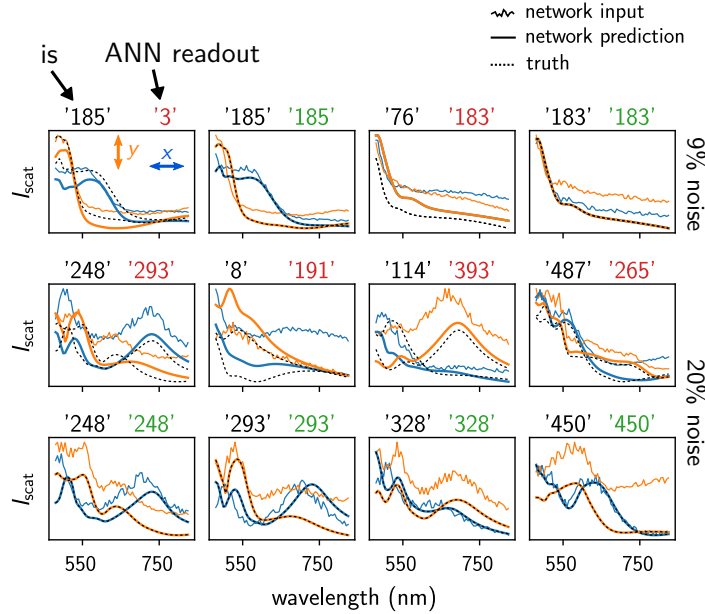 network input
network prediction
truth
is
ANN readout
'185' '3' '185' '185' '76' '183' '183' '183'
y
x
I_scat
9% noise
'248' '293' '8' '191' '114' '393' '487' '265'
I_scat
20% noise
'248' '248' '293' '293' '328' '328' '450' '450'
I_scat
550 750 550 750 550 750 550 750
wavelength (nm)